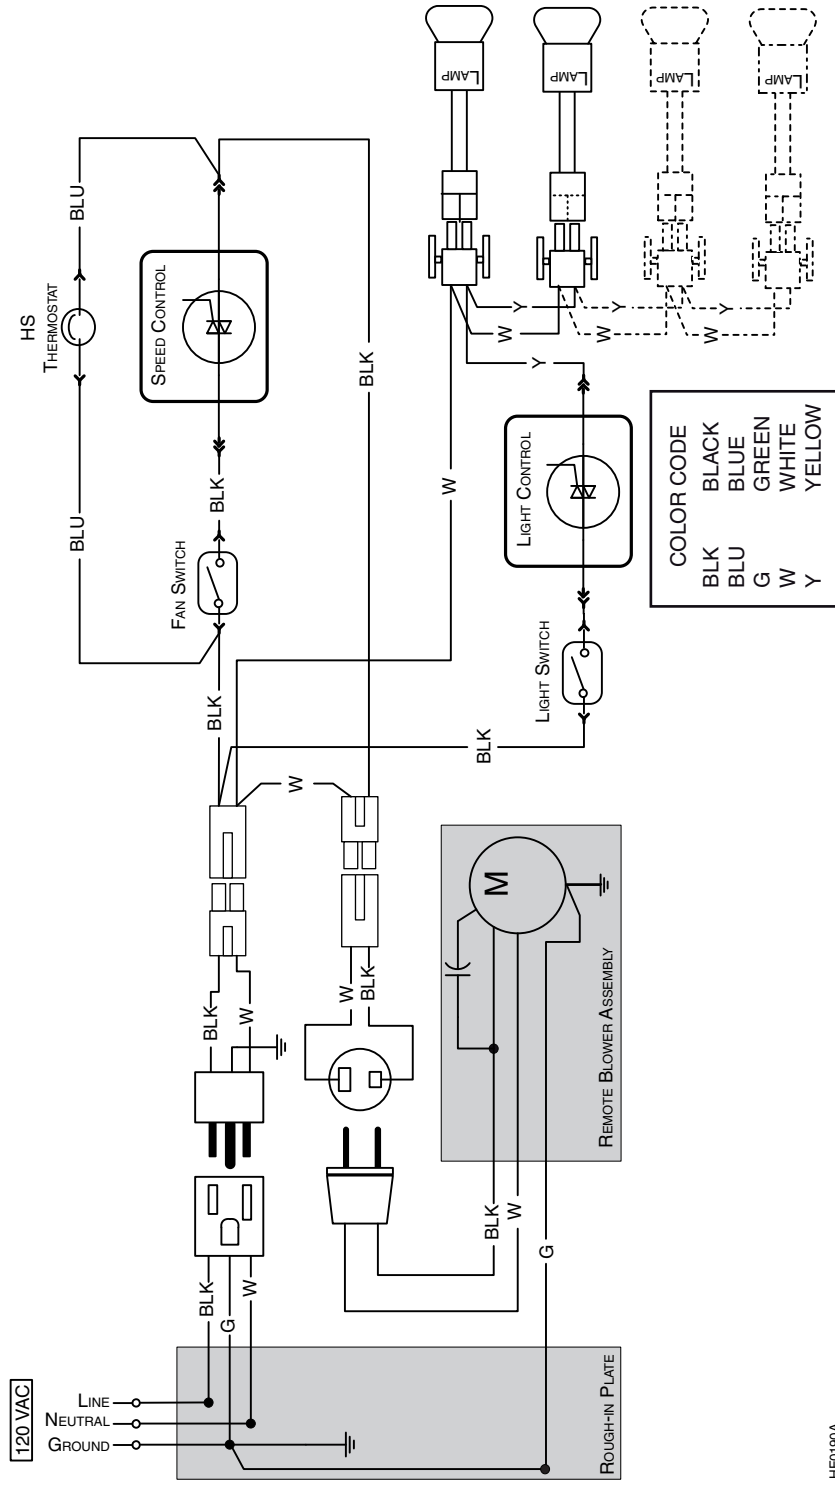 120 VAC
LINE
NEUTRAL
GROUND
ROUGH-IN PLATE
BLK
G
W
BLK
W
W
BLK
BLK
W
G
REMOTE BLOWER ASSEMBLY
M
W
BLK
BLK
FAN SWITCH
BLK
SPEED CONTROL
BLU
BLU
HS
THERMOSTAT
BLK
W
LIGHT SWITCH
LIGHT CONTROL
Y
W
Y
W
Y
W
Y
LAMP
LAMP
LAMP
LAMP
COLOR CODE
BLK BLACK
BLU BLUE
G GREEN
W WHITE
Y YELLOW
HF0190A